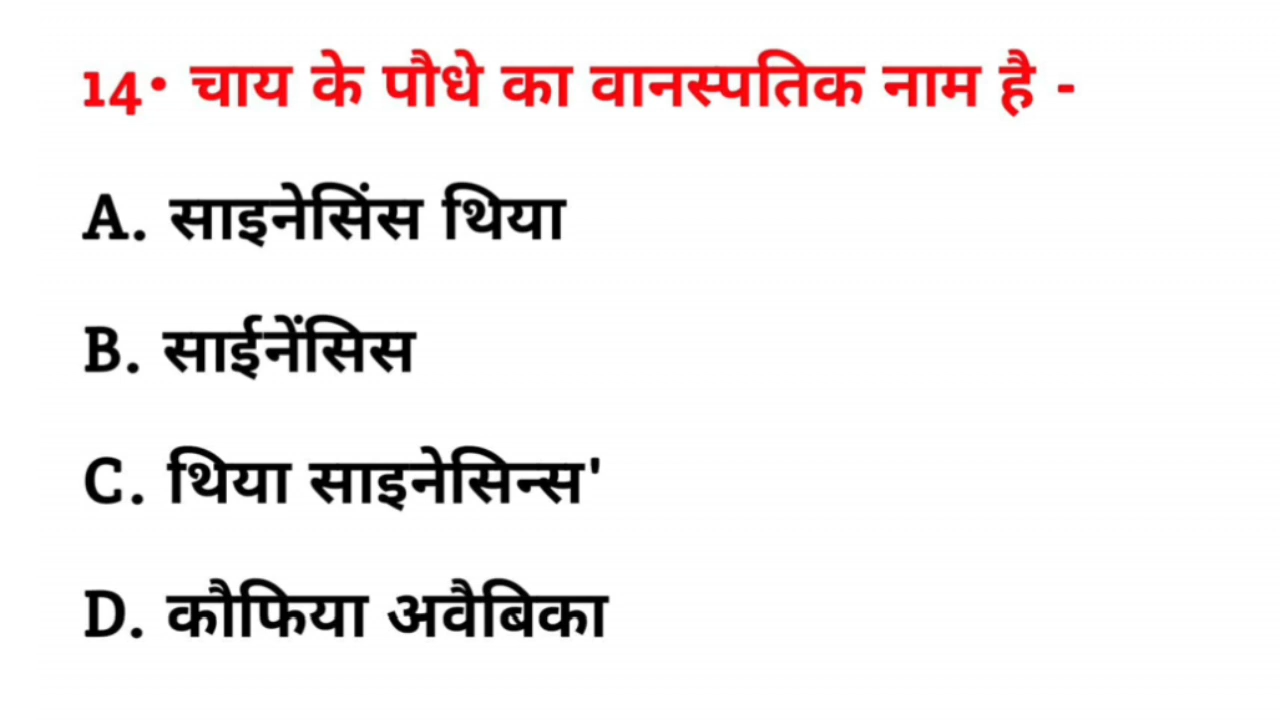 14• चाय के पौधे का वानस्पतिक नाम है -
A. साइनेसिंस थिया
B. साईनेंसिस
C. थिया साइनेसिन्स'
D. कौफिया अवैबिका